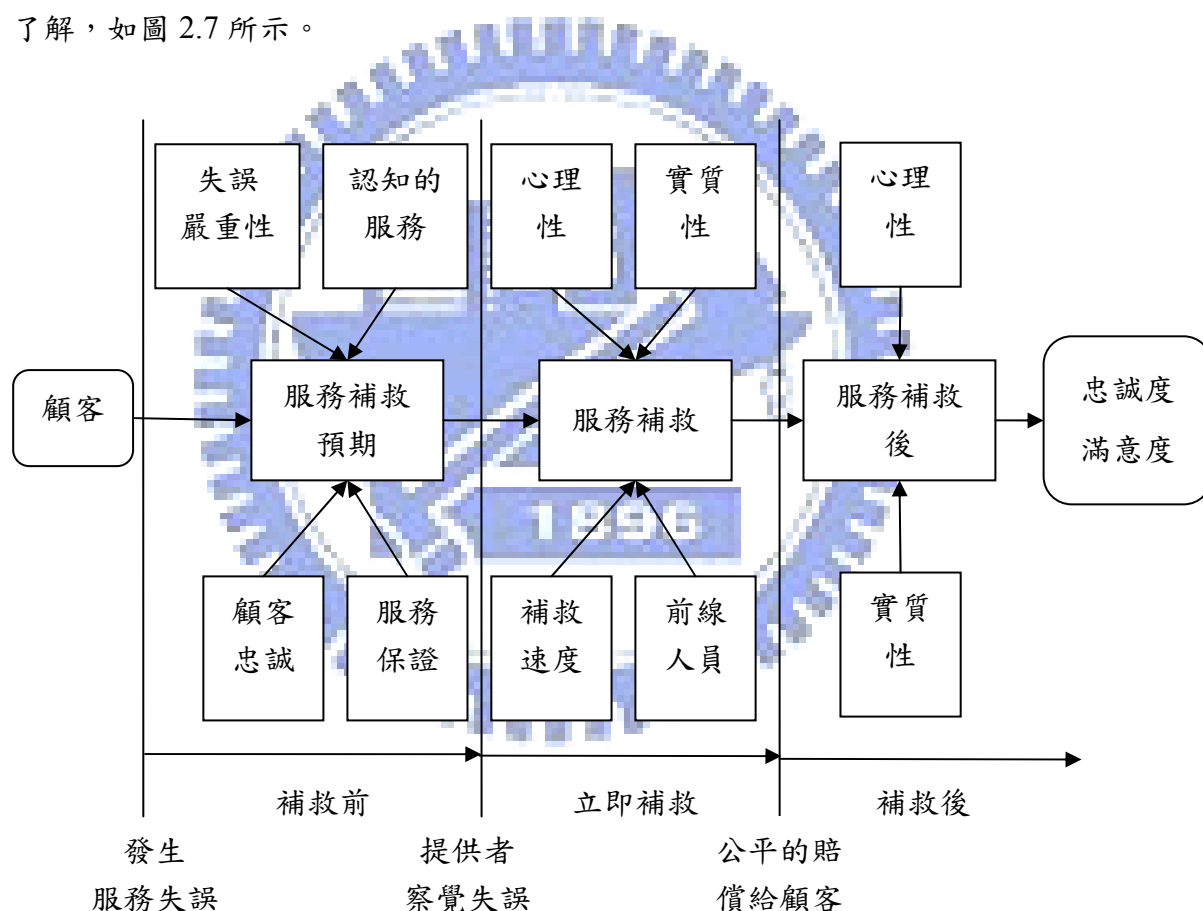 了解，如圖 2.7 所示。
失誤
嚴重性
認知的
服務
心理
性
實質
性
心理
性
顧客
服務補救
預期
服務補救
服務補救
後
忠誠度
滿意度
1896
顧客
忠誠
服務
保證
補救
速度
前線
人員
實質
性
補救前
立即補救
補救後
發生
服務失誤
提供者
察覺失誤
公平的賠
償給顧客